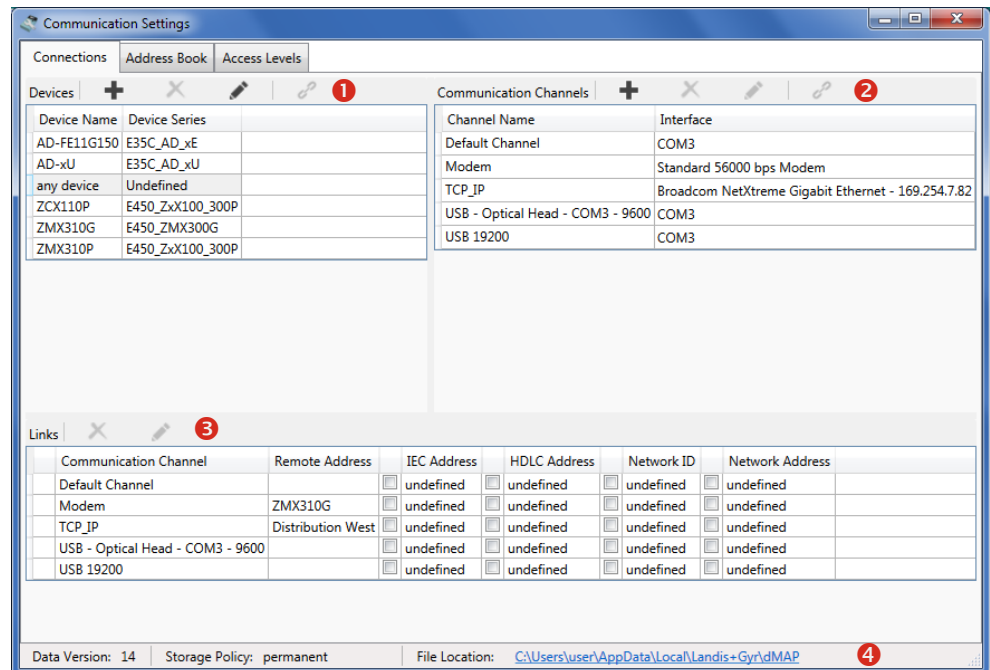 Communication Settings
Connections Address Book Access Levels
Devices 1
Device Name Device Series
AD-FE11G150 E35C_AD_xE
AD-xU E35C_AD_xU
any device Undefined
ZCX110P E450_ZxX100_300P
ZMX310G E450_ZMX300G
ZMX310P E450_ZxX100_300P
Communication Channels 2
Channel Name Interface
Default Channel COM3
Modem Standard 56000 bps Modem
TCP_IP Broadcom NetXtreme Gigabit Ethernet - 169.254.7.82
USB - Optical Head - COM3 - 9600 COM3
USB 19200 COM3
Links 3
Communication Channel Remote Address IEC Address HDLC Address Network ID Network Address
Default Channel undefined undefined undefined undefined
Modem ZMX310G undefined undefined undefined undefined
TCP_IP Distribution West undefined undefined undefined undefined
USB - Optical Head - COM3 - 9600 undefined undefined undefined undefined
USB 19200 undefined undefined undefined undefined
Data Version: 14 Storage Policy: permanent File Location: C:\Users\user\AppData\Local\Landis+Gyr\dMAP 4